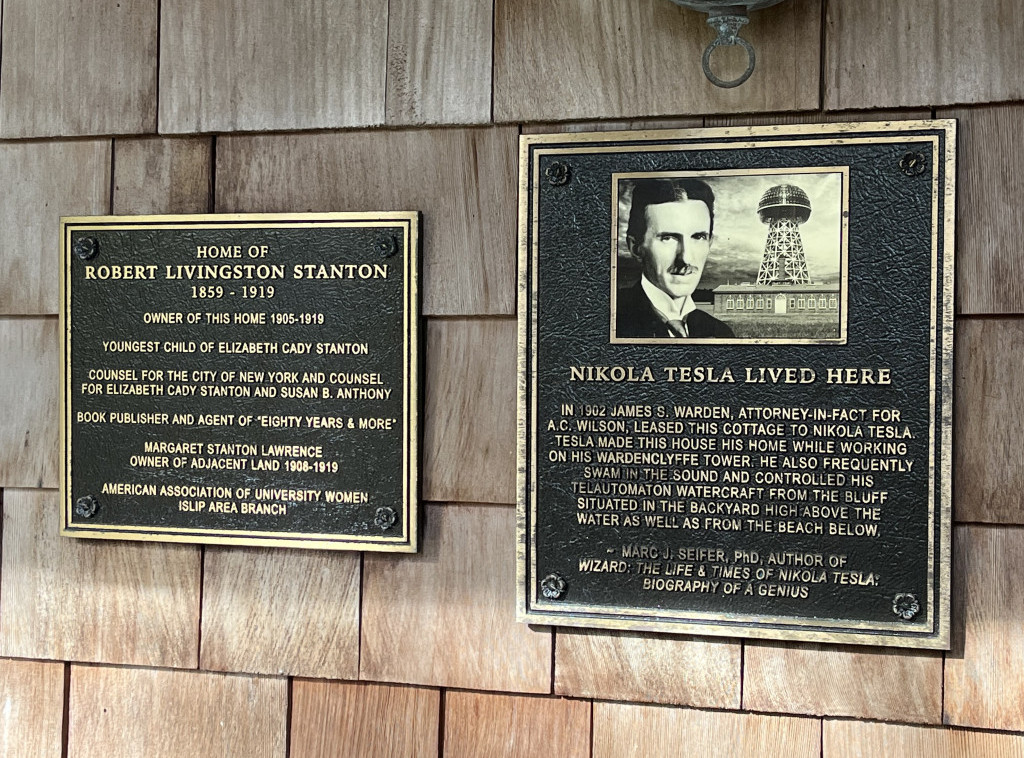 HOME OF
ROBERT LIVINGSTON STANTON
1859 - 1919
OWNER OF THIS HOME 1905-1919
YOUNGEST CHILD OF ELIZABETH CADY STANTON
COUNSEL FOR THE CITY OF NEW YORK AND COUNSEL
FOR ELIZABETH CADY STANTON AND SUSAN B. ANTHONY
BOOK PUBLISHER AND AGENT OF "EIGHTY YEARS & MORE"
MARGARET STANTON LAWRENCE
OWNER OF ADJACENT LAND 1908-1919
AMERICAN ASSOCIATION OF UNIVERSITY WOMEN
ISLIP AREA BRANCH
NIKOLA TESLA LIVED HERE
IN 1902 JAMES S. WARDEN, ATTORNEY-IN-FACT FOR
A.C. WILSON, LEASED THIS COTTAGE TO NIKOLA TESLA.
TESLA MADE THIS HOUSE HIS HOME WHILE WORKING
ON HIS WARDENCLYFFE TOWER. HE ALSO FREQUENTLY
SWAM IN THE SOUND AND CONTROLLED HIS
TELAUTOMATON WATERCRAFT FROM THE BLUFF
SITUATED IN THE BACKYARD HIGH ABOVE THE
WATER AS WELL AS FROM THE BEACH BELOW.
~ MARC J. SEIFER, PhD, AUTHOR OF
WIZARD: THE LIFE & TIMES OF NIKOLA TESLA:
BIOGRAPHY OF A GENIUS